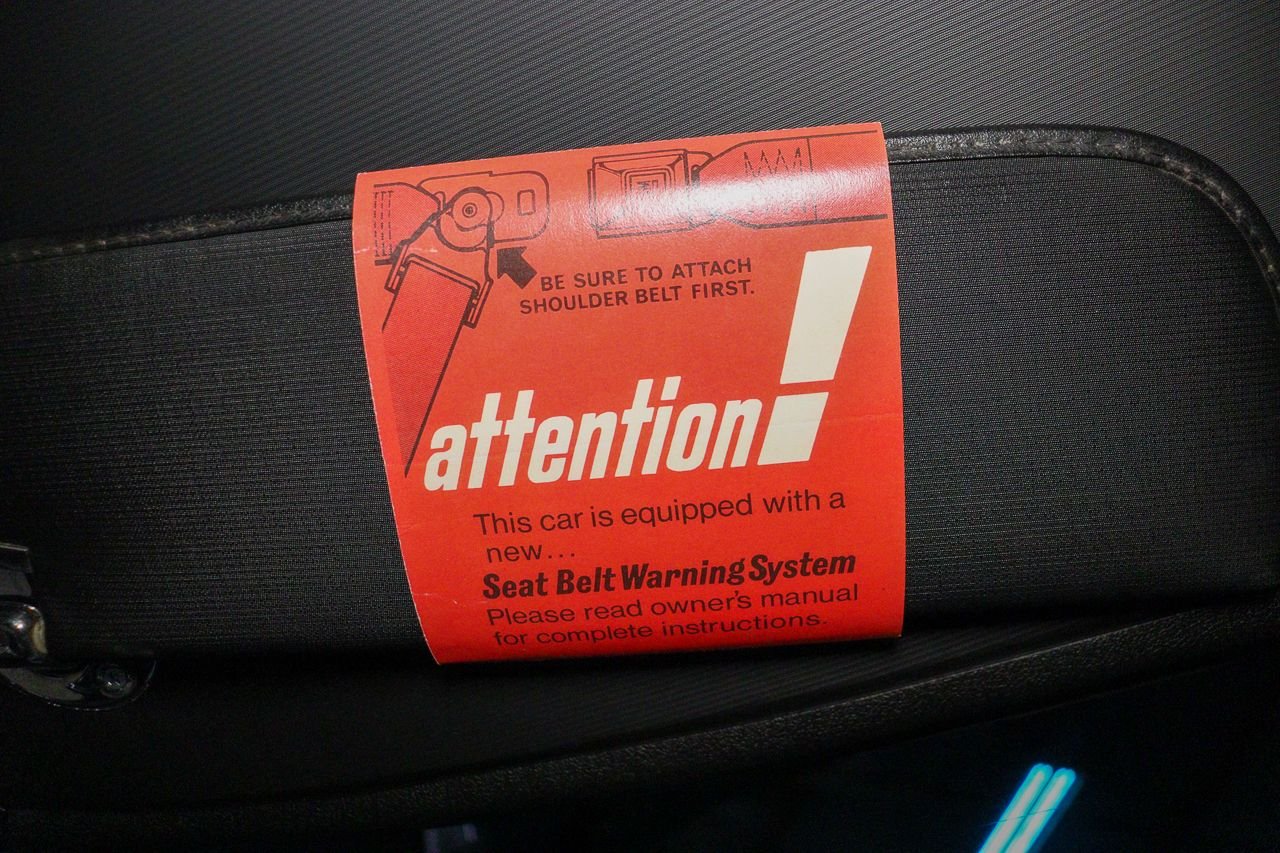 BE SURE TO ATTACH
SHOULDER BELT FIRST.
attention!
This car is equipped with a
new...
Seat Belt Warning System
Please read owner's manual
for complete instructions.